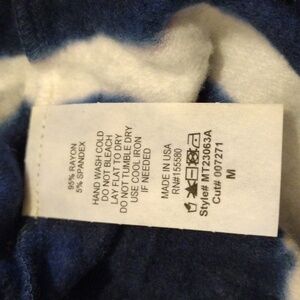 95% RAYON
5% SPANDEX
HAND WASH COLD
DO NOT BLEACH
LAY FLAT TO DRY
DO NOT TUMBLE DRY
USE COOL IRON
IF NEEDED
MADE IN USA
RN#155580
Style# MT23063A
Cut# 007271
M